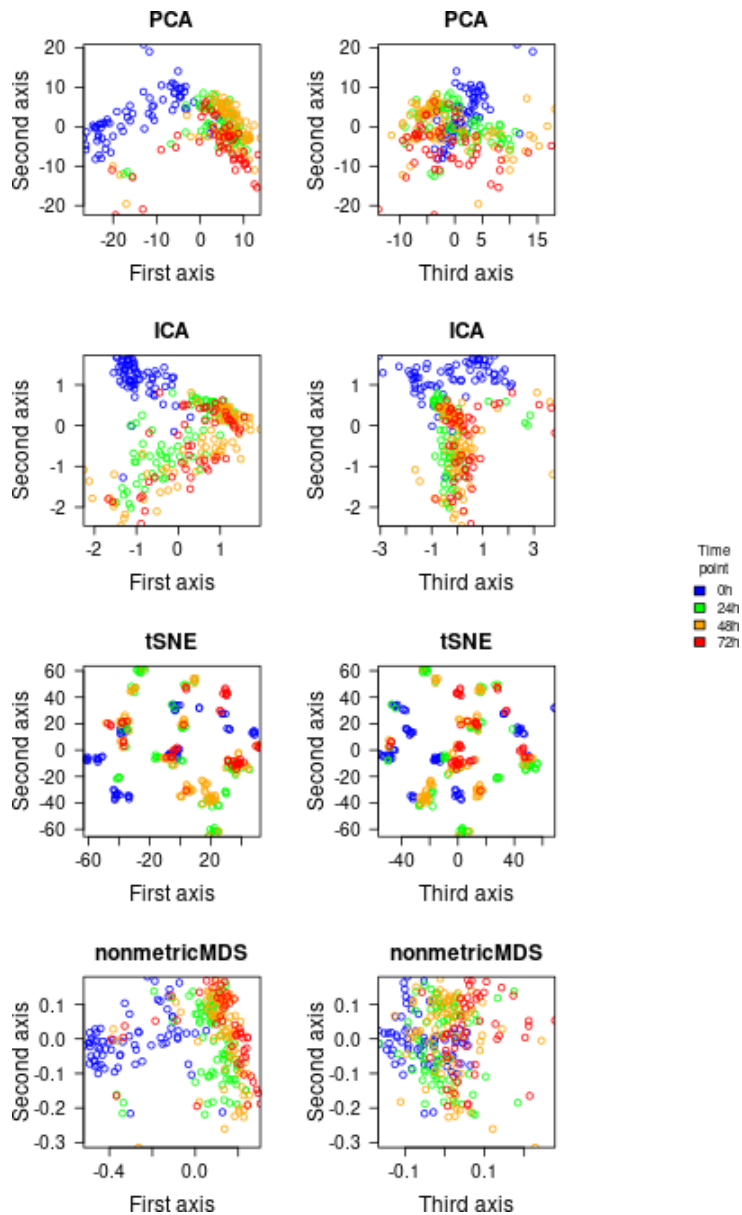 PCA
PCA
Second axis
20
10
0
-10
-20
-20
-10
0
10
First axis
Second axis
20
10
0
-10
-20
-10
0
5
15
Third axis
ICA
ICA
Second axis
1
0
-1
-2
-2
-1
0
1
First axis
Second axis
1
0
-1
-2
-3
-1
1
3
Third axis
Time
point
0h
24h
48h
72h
tSNE
tSNE
Second axis
60
40
20
0
-20
-40
-60
-60
-20
20
First axis
Second axis
60
40
20
0
-20
-40
-60
-40
0
40
Third axis
nonmetricMDS
nonmetricMDS
Second axis
0.1
0.0
-0.1
-0.2
-0.3
-0.4
0.0
First axis
Second axis
0.1
0.0
-0.1
-0.2
-0.3
-0.1
0.1
Third axis